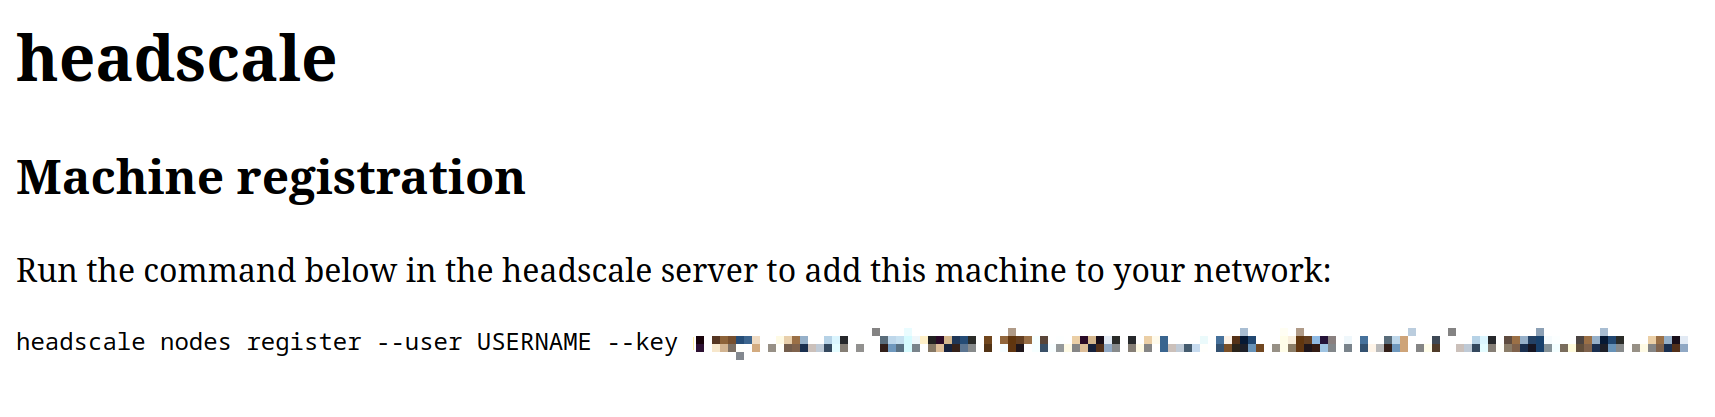 headscale
Machine registration
Run the command below in the headscale server to add this machine to your network:
headscale nodes register --user USERNAME --key